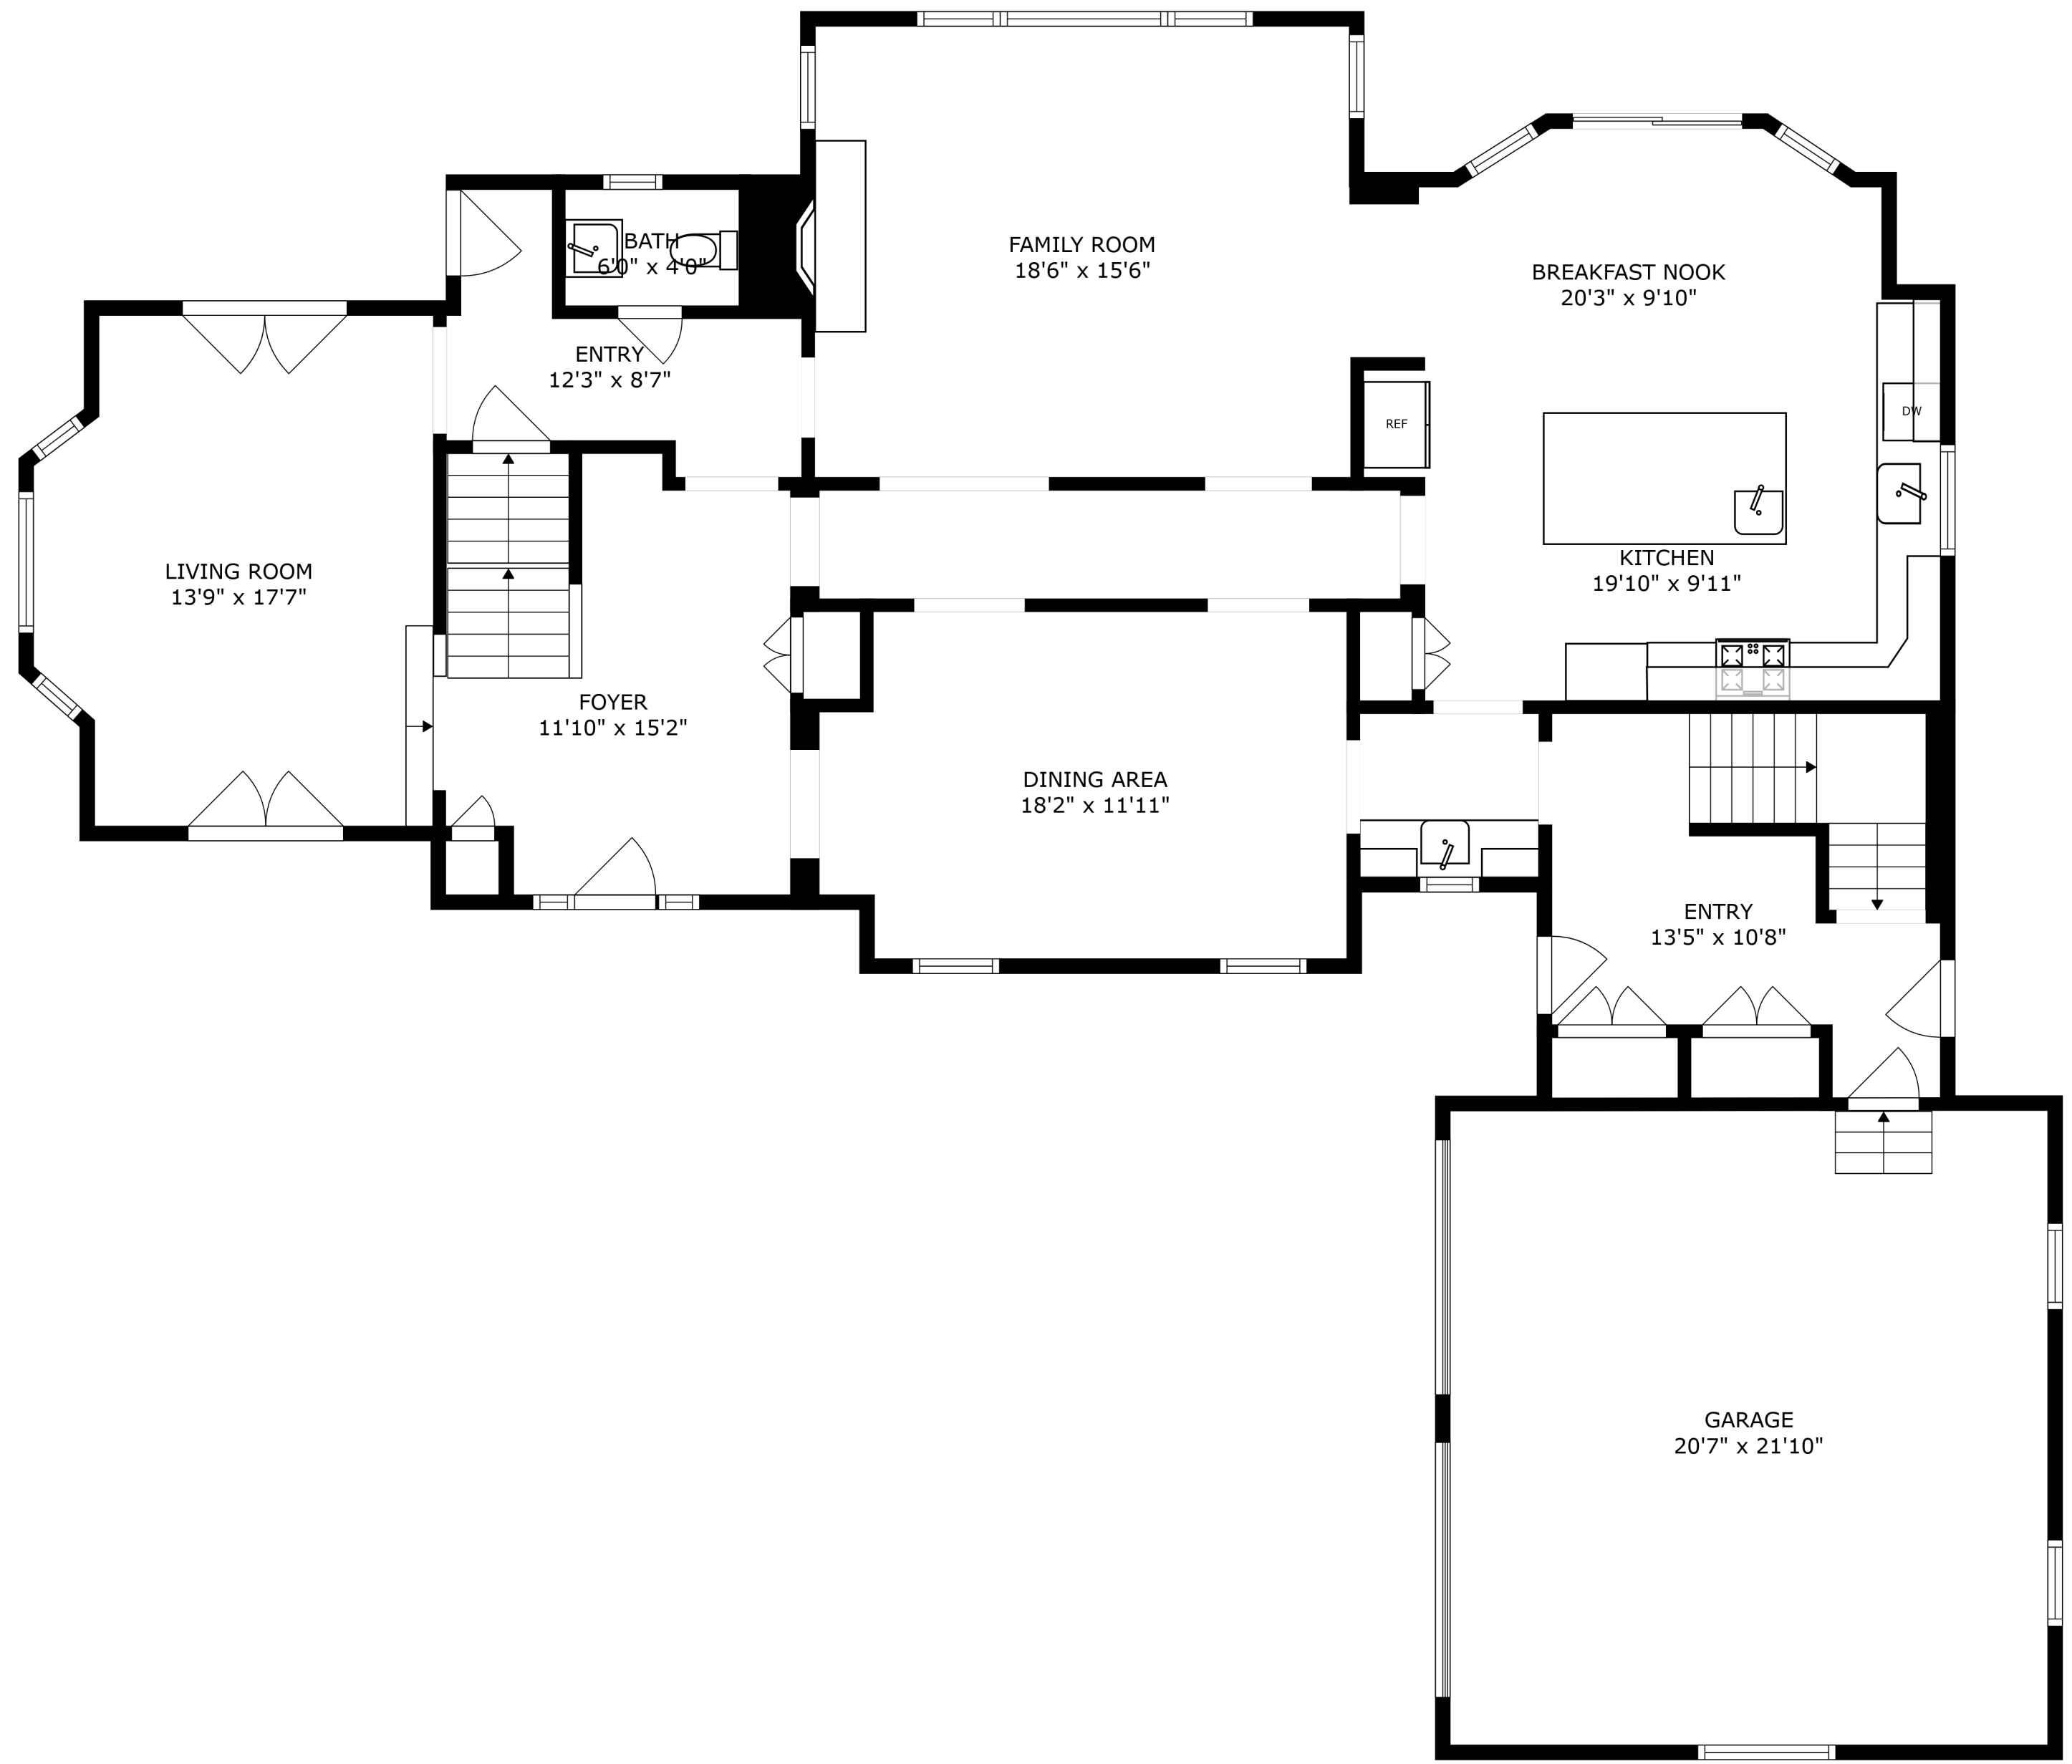 FAMILY ROOM
18'6" x 15'6"
BREAKFAST NOOK
20'3" x 9'10"
BATH
6'0" x 4'0"
ENTRY
12'3" x 8'7"
REF
DW
LIVING ROOM
13'9" x 17'7"
KITCHEN
19'10" x 9'11"
FOYER
11'10" x 15'2"
DINING AREA
18'2" x 11'11"
ENTRY
13'5" x 10'8"
GARAGE
20'7" x 21'10"